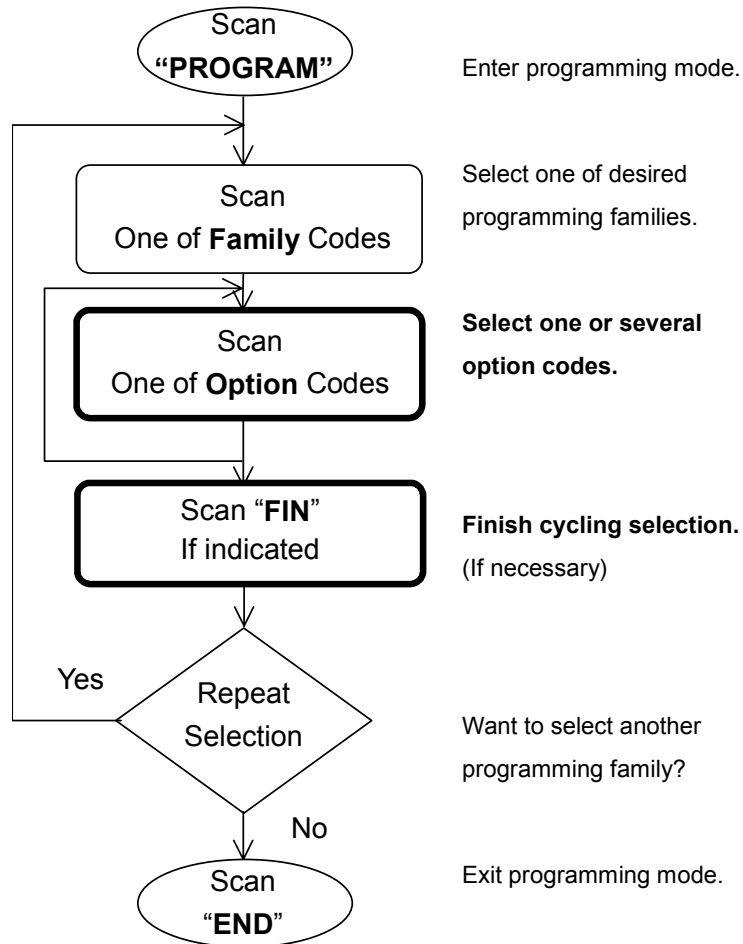 Scan
“PROGRAM”
Enter programming mode.
Scan
One of Family Codes
Select one of desired
programming families.
Scan
One of Option Codes
Select one or several
option codes.
Scan “FIN”
If indicated
Finish cycling selection.
(If necessary)
Yes
Repeat
Selection
Want to select another
programming family?
No
Scan
“END”
Exit programming mode.